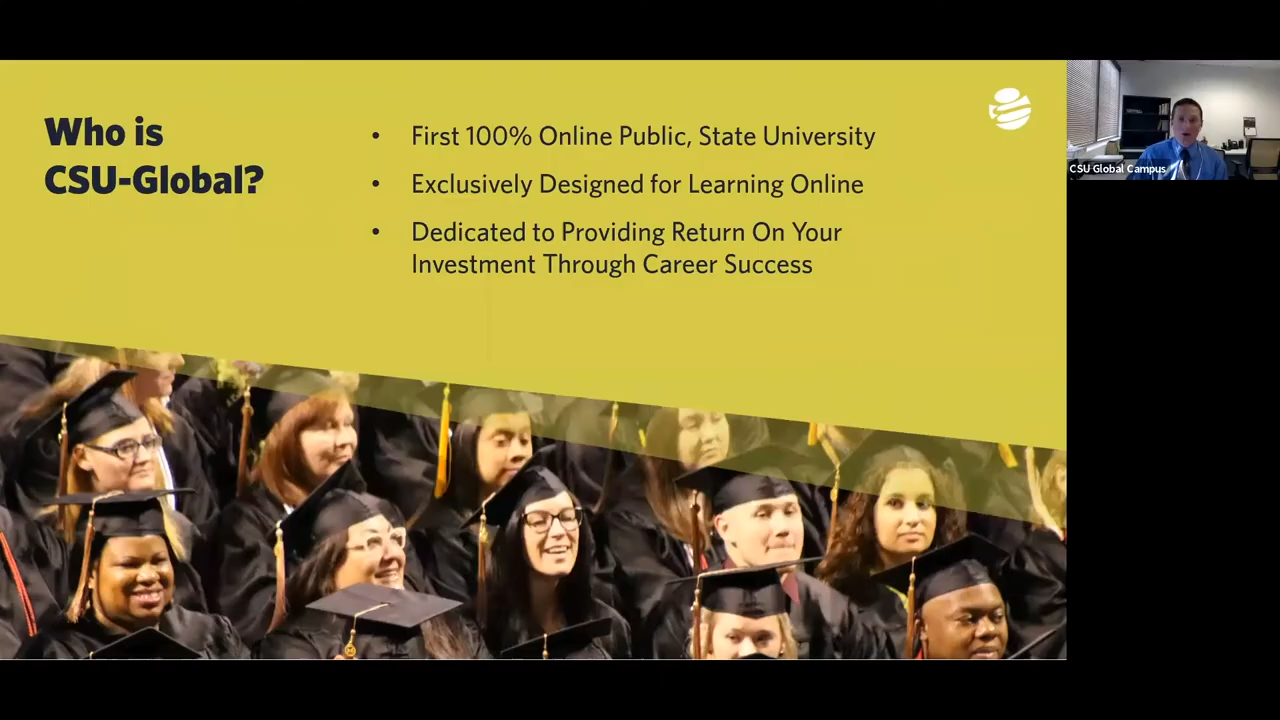 Who is
CSU-Global?
• First 100% Online Public, State University
• Exclusively Designed for Learning Online
• Dedicated to Providing Return On Your
Investment Through Career Success
CSU Global Campus